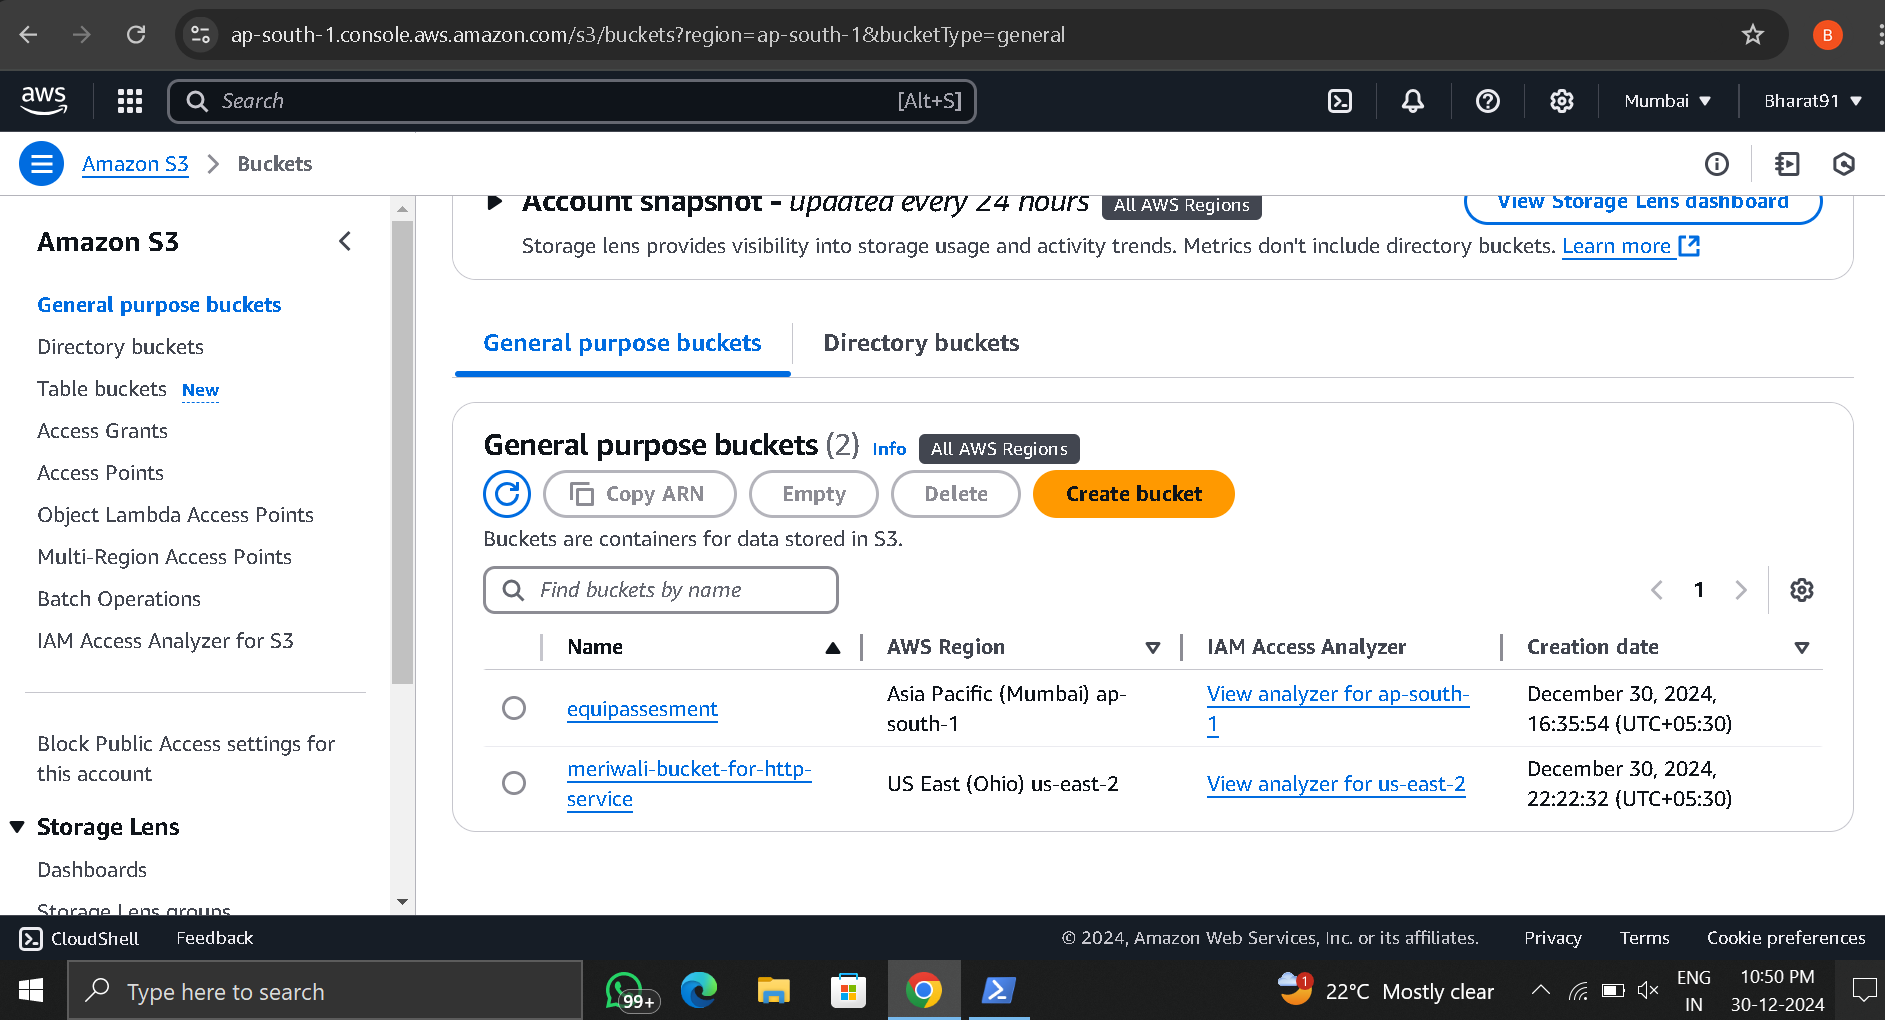 ap-south-1.console.aws.amazon.com/s3/buckets?region=ap-south-1&bucketType=general
B
aws
Search
[Alt+S]
Mumbai
Bharat91
Amazon S3
Buckets
Amazon S3
General purpose buckets
Directory buckets
Table buckets New
Access Grants
Access Points
Object Lambda Access Points
Multi-Region Access Points
Batch Operations
IAM Access Analyzer for S3
Block Public Access settings for
this account
Storage Lens
Dashboards
Storage Lens groups
Account snapshot - updated every 24 hours
All AWS Regions
View Storage Lens dashboard
Storage lens provides visibility into storage usage and activity trends. Metrics don't include directory buckets. Learn more
General purpose buckets
Directory buckets
General purpose buckets (2) Info All AWS Regions
Copy ARN
Empty
Delete
Create bucket
Buckets are containers for data stored in S3.
Find buckets by name
1
Name
AWS Region
IAM Access Analyzer
Creation date
equipassesment
Asia Pacific (Mumbai) ap-
south-1
View analyzer for ap-south-
1
December 30, 2024,
16:35:54 (UTC+05:30)
meriwali-bucket-for-http-
service
US East (Ohio) us-east-2
View analyzer for us-east-2
December 30, 2024,
22:22:32 (UTC+05:30)
CloudShell
Feedback
© 2024, Amazon Web Services, Inc. or its affiliates.
Privacy
Terms
Cookie preferences
Type here to search
99+
1
22°C Mostly clear
ENG
IN
10:50 PM
30-12-2024